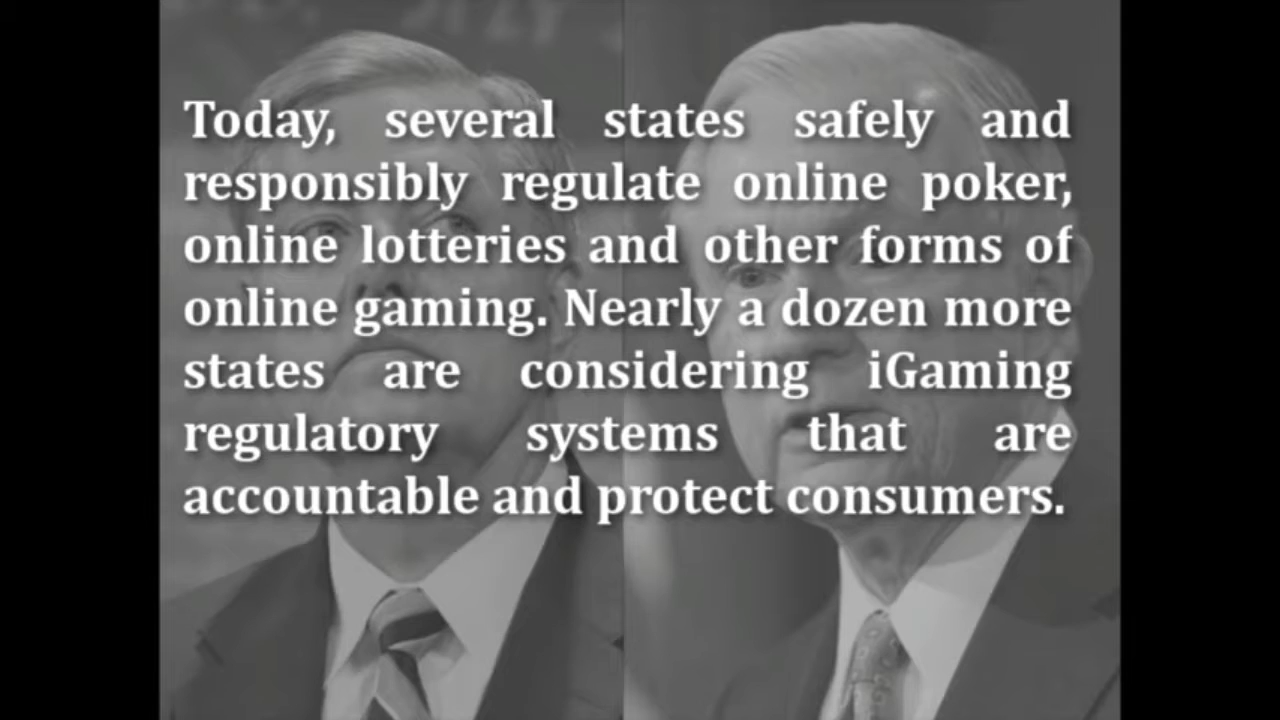 Today, several states safely and
responsibly regulate online poker,
online lotteries and other forms of
online gaming. Nearly a dozen more
states are considering iGaming
regulatory systems that are
accountable and protect consumers.